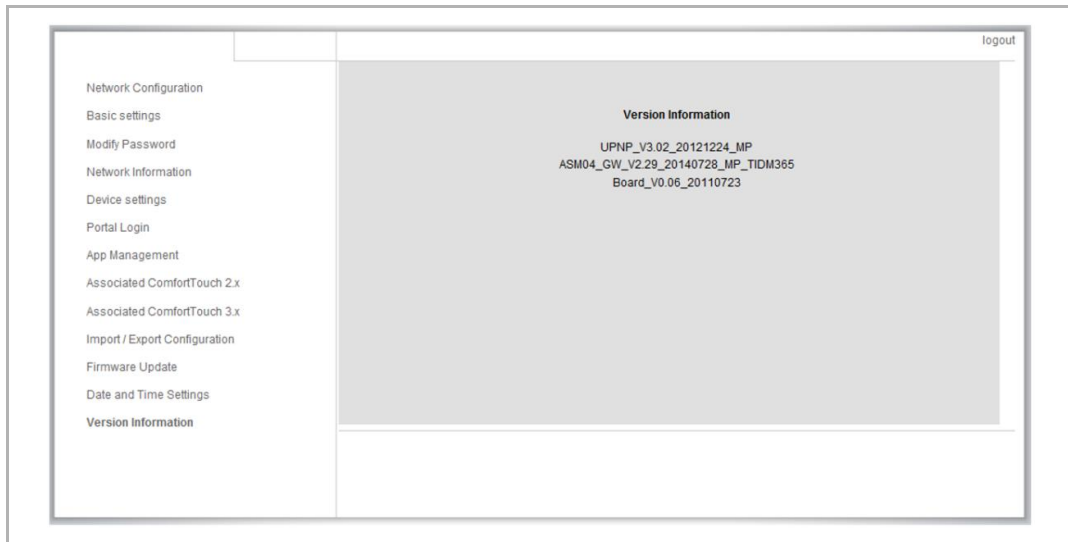 logout
Network Configuration
Basic settings
Modify Password
Network Information
Device settings
Portal Login
App Management
Associated ComfortTouch 2.x
Associated ComfortTouch 3.x
Import / Export Configuration
Firmware Update
Date and Time Settings
Version Information
Version Information
UPNP_V3.02_20121224_MP
ASM04_GW_V2.29_20140728_MP_TIDM365
Board_V0.06_20110723